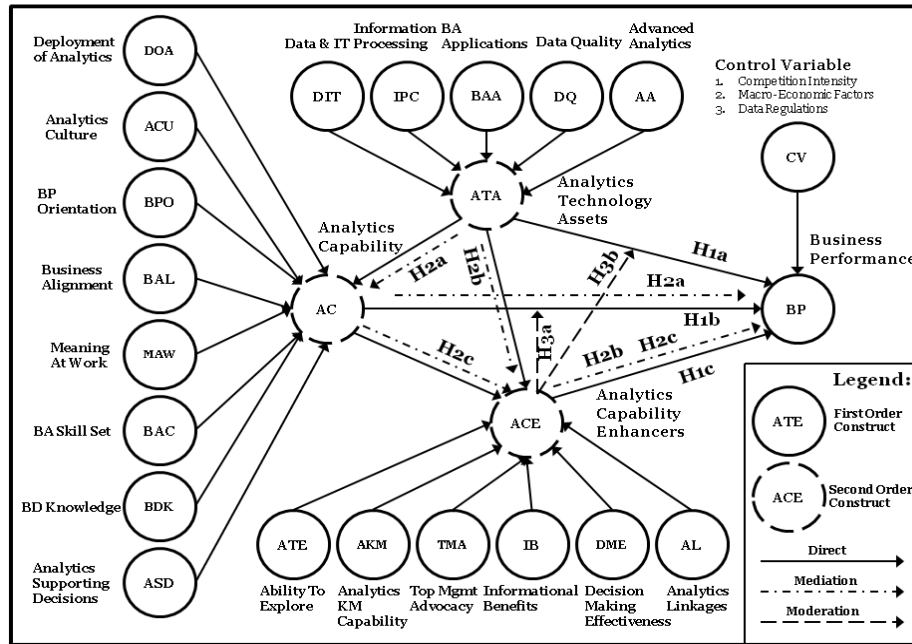 Deployment
of Analytics
DOA
Analytics
Culture
ACU
BP
Orientation
BPO
Business
Alignment
BAL
Meaning
At Work
MAW
BA Skill Set
BAC
BD Knowledge
BDK
Analytics
Supporting
Decisions
ASD
Data & IT
DIT
Information
Processing
IPC
BA
Applications
BAA
Data Quality
DQ
Advanced
Analytics
AA
Control Variable
1. Competition Intensity
2. Macro-Economic Factors
3. Data Regulations
CV
ATA
Analytics
Technology
Assets
Analytics
Capability
AC
Business
Performance
BP
H1a
H2a
H2b
H3b
H2a
H1b
H3a
H2c
H2b
H2c
H1c
ACE
Analytics
Capability
Enhancers
ATE
Ability To
Explore
AKM
Analytics
KM
Capability
TMA
Top Mgmt
Advocacy
IB
Informational
Benefits
DME
Decision
Making
Effectiveness
AL
Analytics
Linkages
Legend:
ATE
First Order
Construct
ACE
Second Order
Construct
Direct
Mediation
Moderation